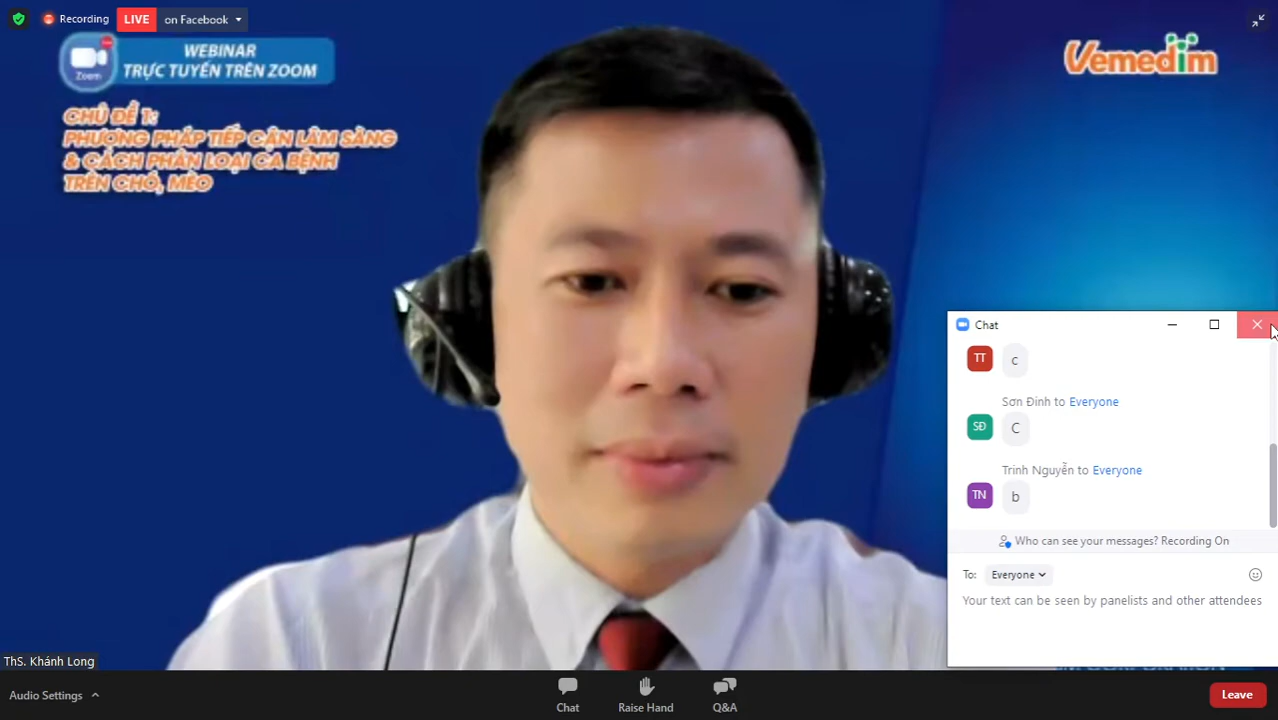 Recording
LIVE
on Facebook
WEBINAR
TRỰC TUYẾN TRÊN ZOOM
Zoom
CHỦ ĐỀ 1:
PHƯƠNG PHÁP TIẾP CẬN LÂM SÀNG
& CÁCH PHÂN LOẠI CA BỆNH
TRÊN CHÓ, MÈO
Vemedim
Chat
TT
c
Sơn Đinh to Everyone
SĐ
C
Trinh Nguyễn to Everyone
TN
b
Who can see your messages? Recording On
To: Everyone
Your text can be seen by panelists and other attendees
ThS. Khánh Long
Audio Settings
Chat
Raise Hand
Q&A
Leave